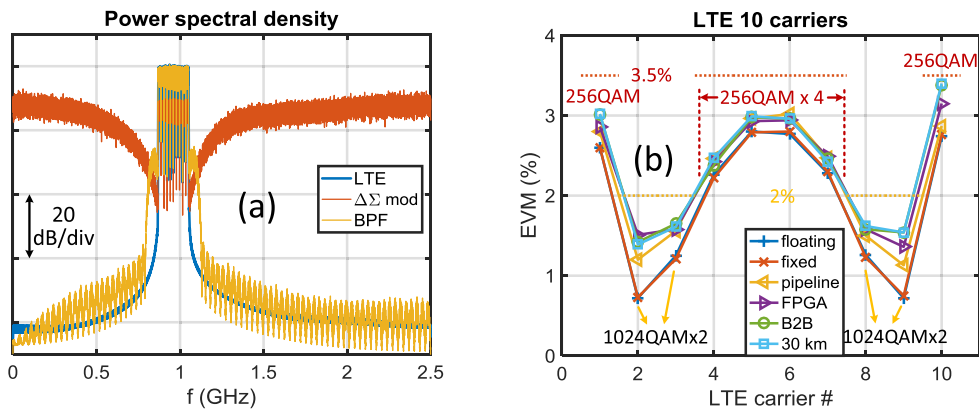 Power spectral density
20
dB/div
(a)
LTE
ΔΣ mod
BPF
0
0.5
1
1.5
2
2.5
f (GHz)
LTE 10 carriers
EVM (%)
4
3
2
1
0
256QAM
3.5%
256QAM
256QAM x 4
(b)
2%
floating
fixed
pipeline
FPGA
B2B
30 km
1024QAMx2
1024QAMx2
0
2
4
6
8
10
LTE carrier #